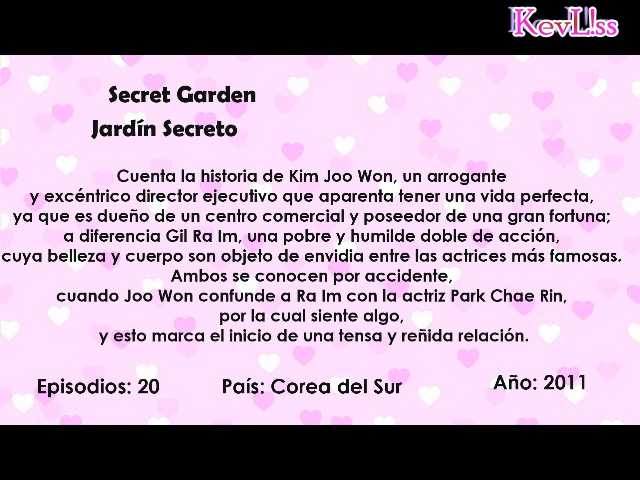 KevL!ss
Secret Garden
Jardín Secreto
Cuenta la historia de Kim Joo Won, un arrogante
y excéntrico director ejecutivo que aparenta tener una vida perfecta,
ya que es dueño de un centro comercial y poseedor de una gran fortuna;
a diferencia Gil Ra Im, una pobre y humilde doble de acción,
cuya belleza y cuerpo son objeto de envidia entre las actrices más famosas.
Ambos se conocen por accidente,
cuando Joo Won confunde a Ra Im con la actriz Park Chae Rin,
por la cual siente algo,
y esto marca el inicio de una tensa y reñida relación.
Episodios: 20 País: Corea del Sur Año: 2011